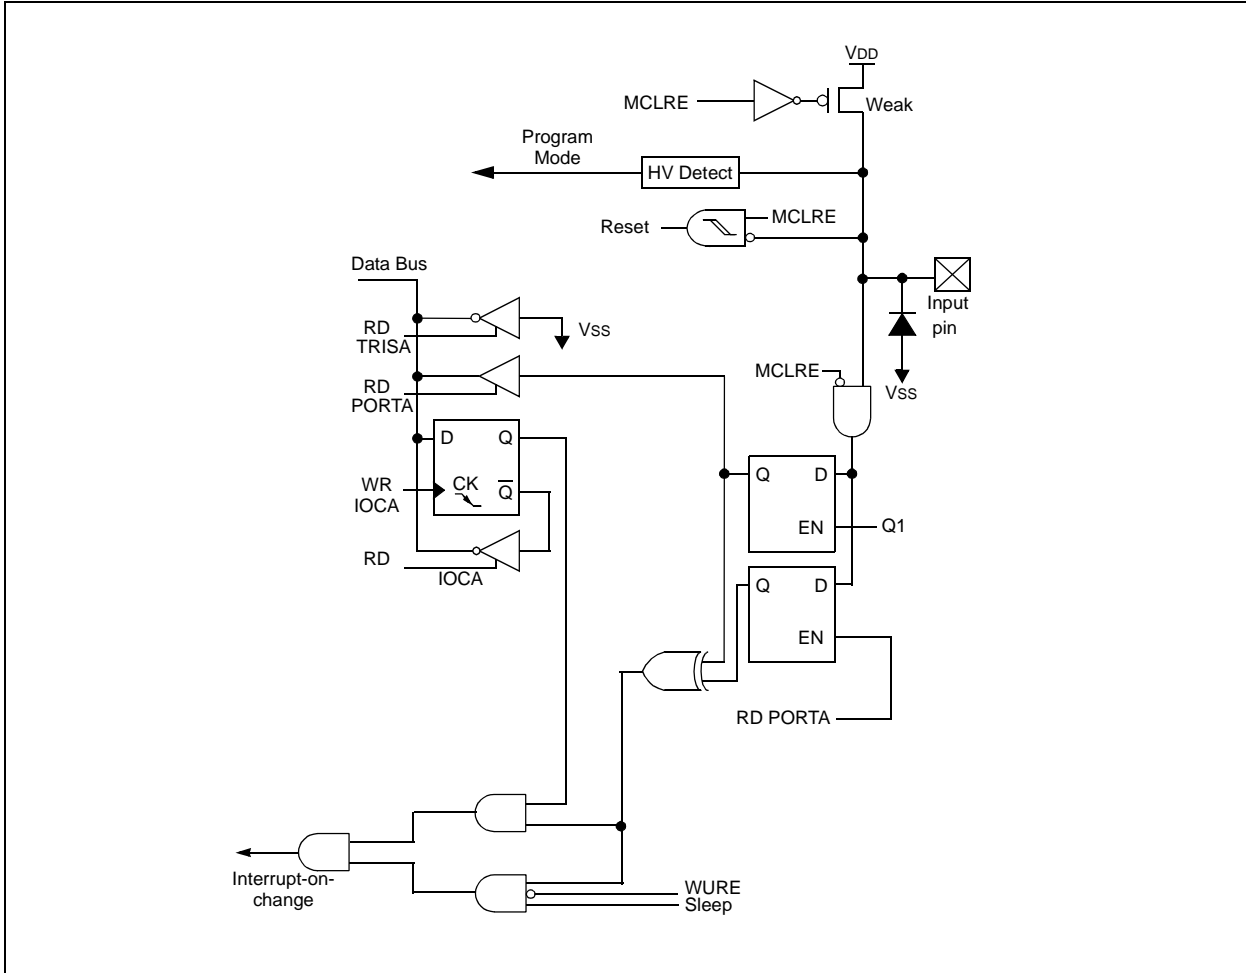 VDD
MCLRE
Weak
Program
Mode
HV Detect
MCLRE
Reset
Data Bus
Input
pin
RD
TRISA
VSS
MCLRE
VSS
RD
PORTA
D Q
CK
Q
WR
IOCA
RD
IOCA
Q D
EN
Q1
Q D
EN
RD PORTA
Interrupt-on-
change
WURE
Sleep